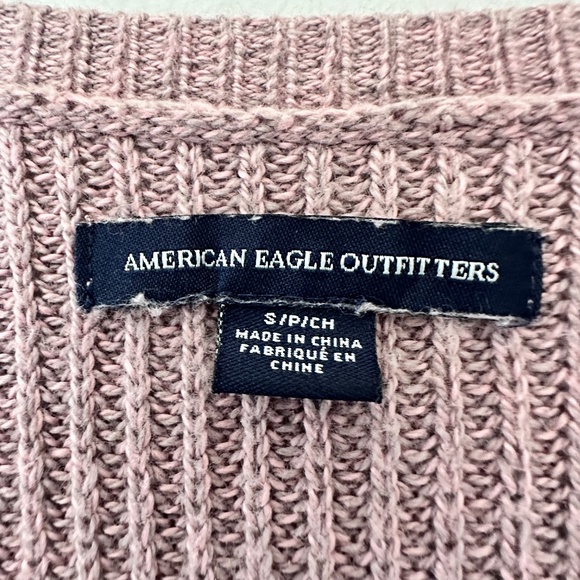 AMERICAN EAGLE OUTFITTERS
S/P/CH
MADE IN CHINA
FABRIQUÉ EN
CHINE